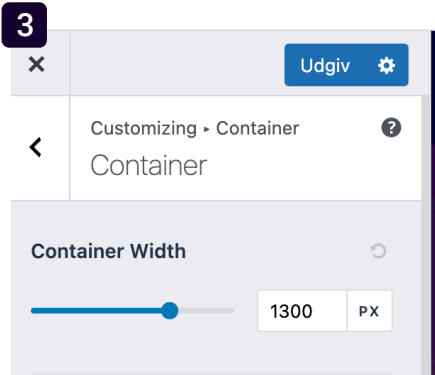 3
Udgiv
Customizing ▸ Container
?
Container
Container Width
1300 PX